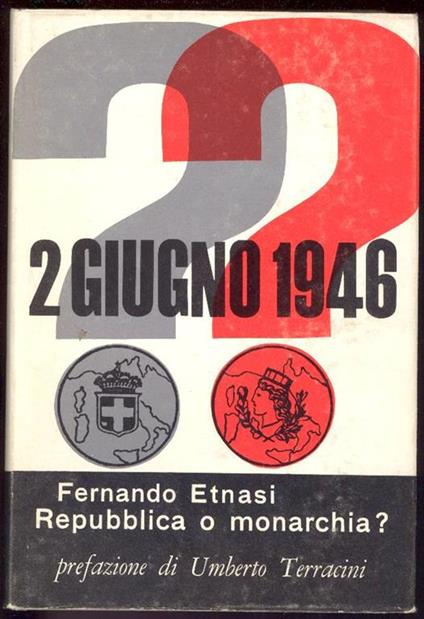 ??
2 GIUGNO 1946
Fernando Etnasi
Repubblica o monarchia?
prefazione di Umberto Terracini